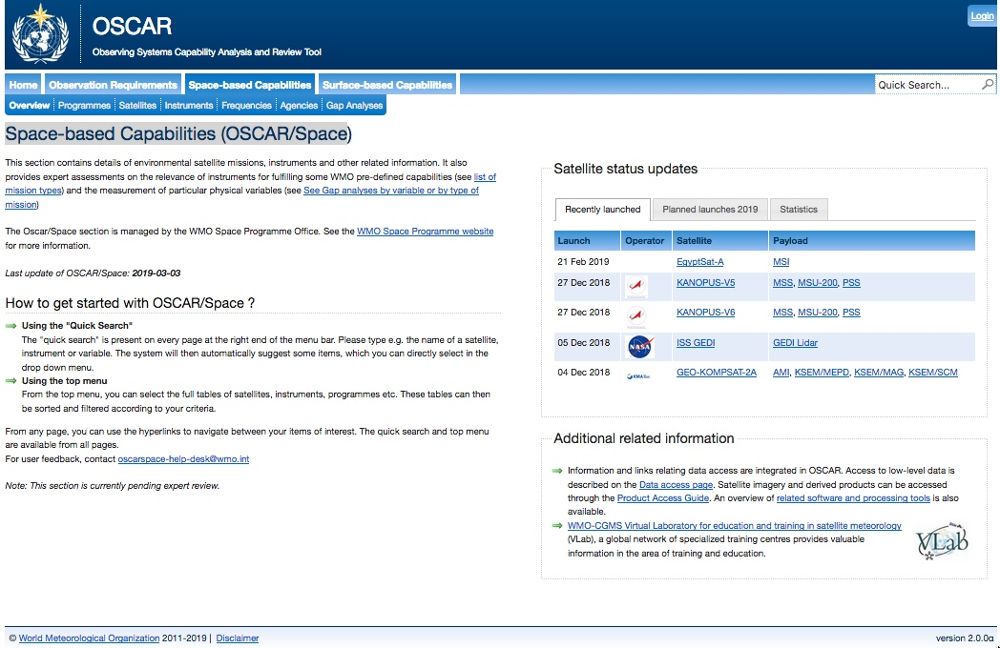 OSCAR
Observing Systems Capability Analysis and Review Tool
Login
Home
Observation Requirements
Space-based Capabilities
Surface-based Capabilities
Quick Search...
Overview
Programmes
Satellites
Instruments
Frequencies
Agencies
Gap Analyses
Space-based Capabilities (OSCAR/Space)
This section contains details of environmental satellite missions, instruments and other related information. It also
provides expert assessments on the relevance of instruments for fulfilling some WMO pre-defined capabilities (see list of
mission types) and the measurement of particular physical variables (see See Gap analyses by variable or by type of
mission)
The Oscar/Space section is managed by the WMO Space Programme Office. See the WMO Space Programme website
for more information.
Last update of OSCAR/Space: 2019-03-03
How to get started with OSCAR/Space ?
Using the "Quick Search"
The "quick search" is present on every page at the right end of the menu bar. Please type e.g. the name of a satellite,
instrument or variable. The system will then automatically suggest some items, which you can directly select in the
drop down menu.
Using the top menu
From the top menu, you can select the full tables of satellites, instruments, programmes etc. These tables can then
be sorted and filtered according to your criteria.
From any page, you can use the hyperlinks to navigate between your items of interest. The quick search and top menu
are available from all pages.
For user feedback, contact oscarspace-help-desk@wmo.int
Note: This section is currently pending expert review.
Satellite status updates
Recently launched
Planned launches 2019
Statistics
Launch Operator Satellite Payload
21 Feb 2019 EgyptSat-A MSI
27 Dec 2018 KANOPUS-V5 MSS, MSU-200, PSS
27 Dec 2018 KANOPUS-V6 MSS, MSU-200, PSS
05 Dec 2018 NASA ISS GEDI GEDI Lidar
04 Dec 2018 GEO-KOMPSAT-2A AMI, KSEM/MEPD, KSEM/MAG, KSEM/SCM
Additional related information
Information and links relating data access are integrated in OSCAR. Access to low-level data is
described on the Data access page. Satellite imagery and derived products can be accessed
through the Product Access Guide. An overview of related software and processing tools is also
available.
WMO-CGMS Virtual Laboratory for education and training in satellite meteorology
(VLab), a global network of specialized training centres provides valuable
information in the area of training and education.
VLab
© World Meteorological Organization 2011-2019 | Disclaimer
version 2.0.0α